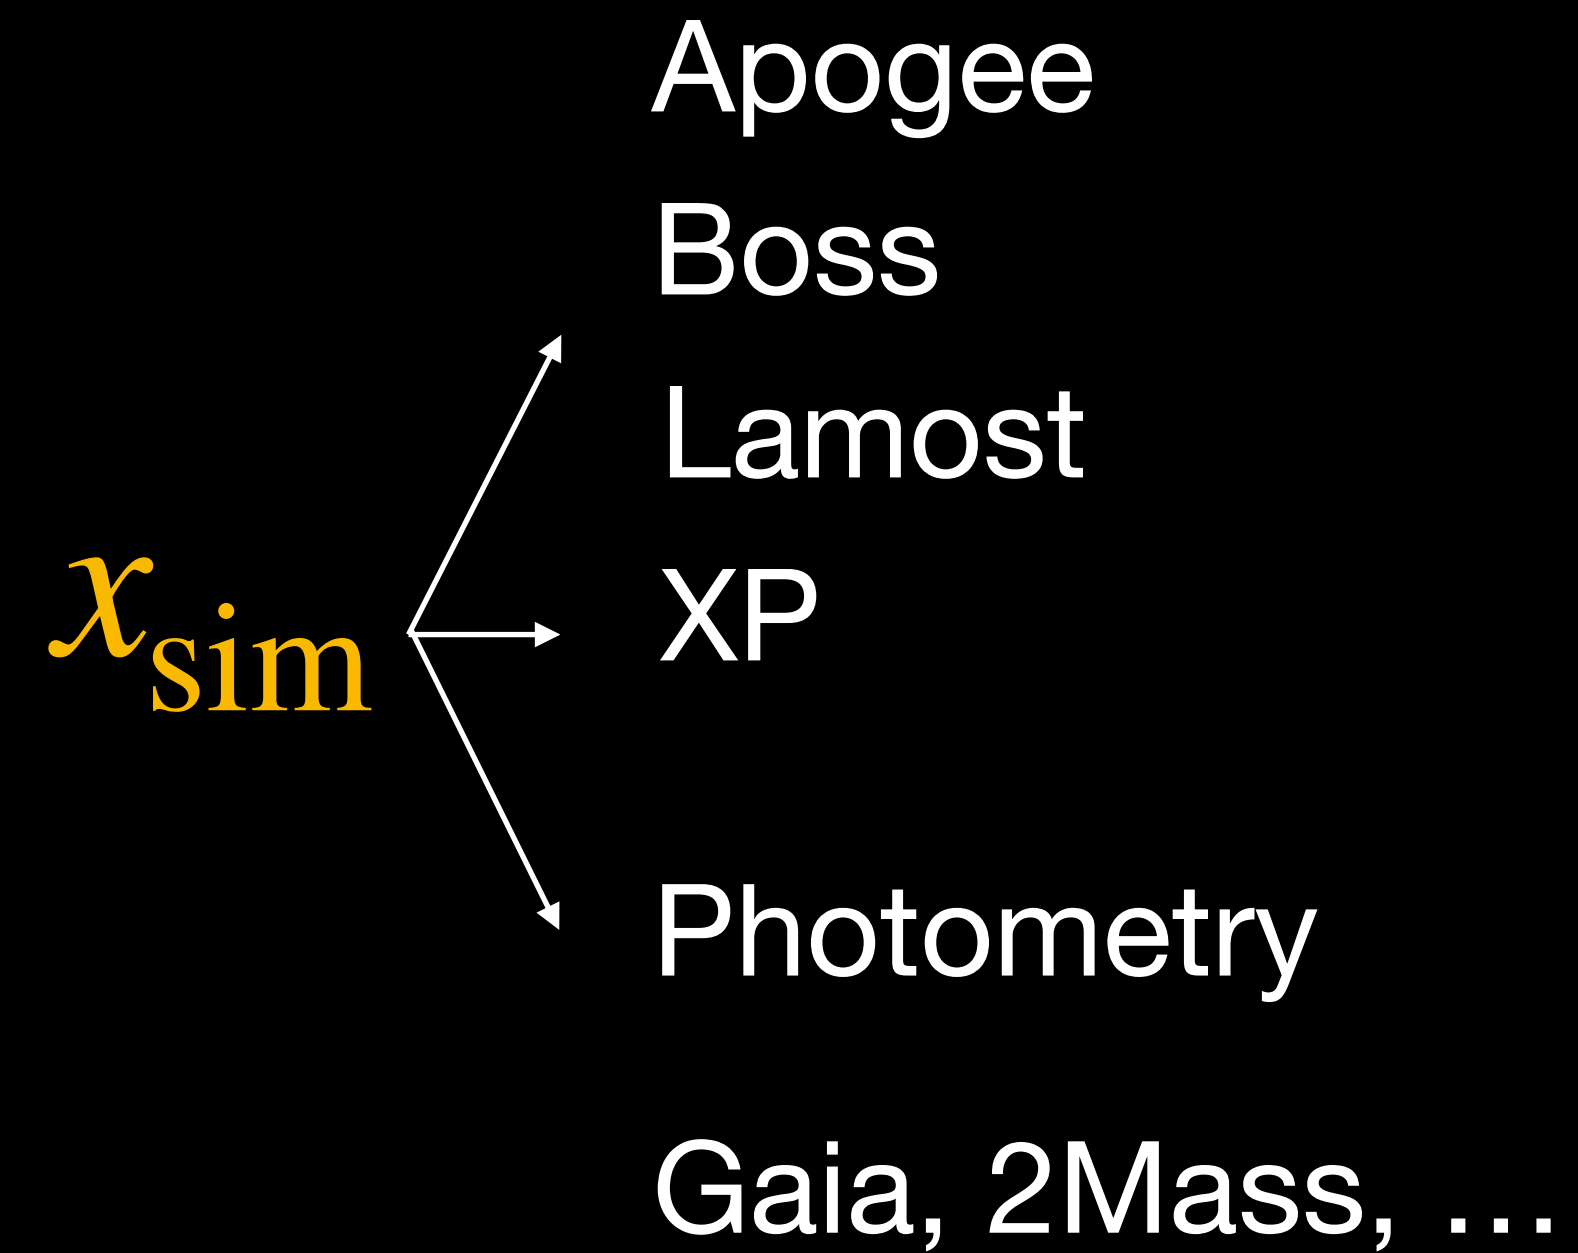 Apogee
Boss
Lamost
x_sim
XP
Photometry
Gaia, 2Mass, …